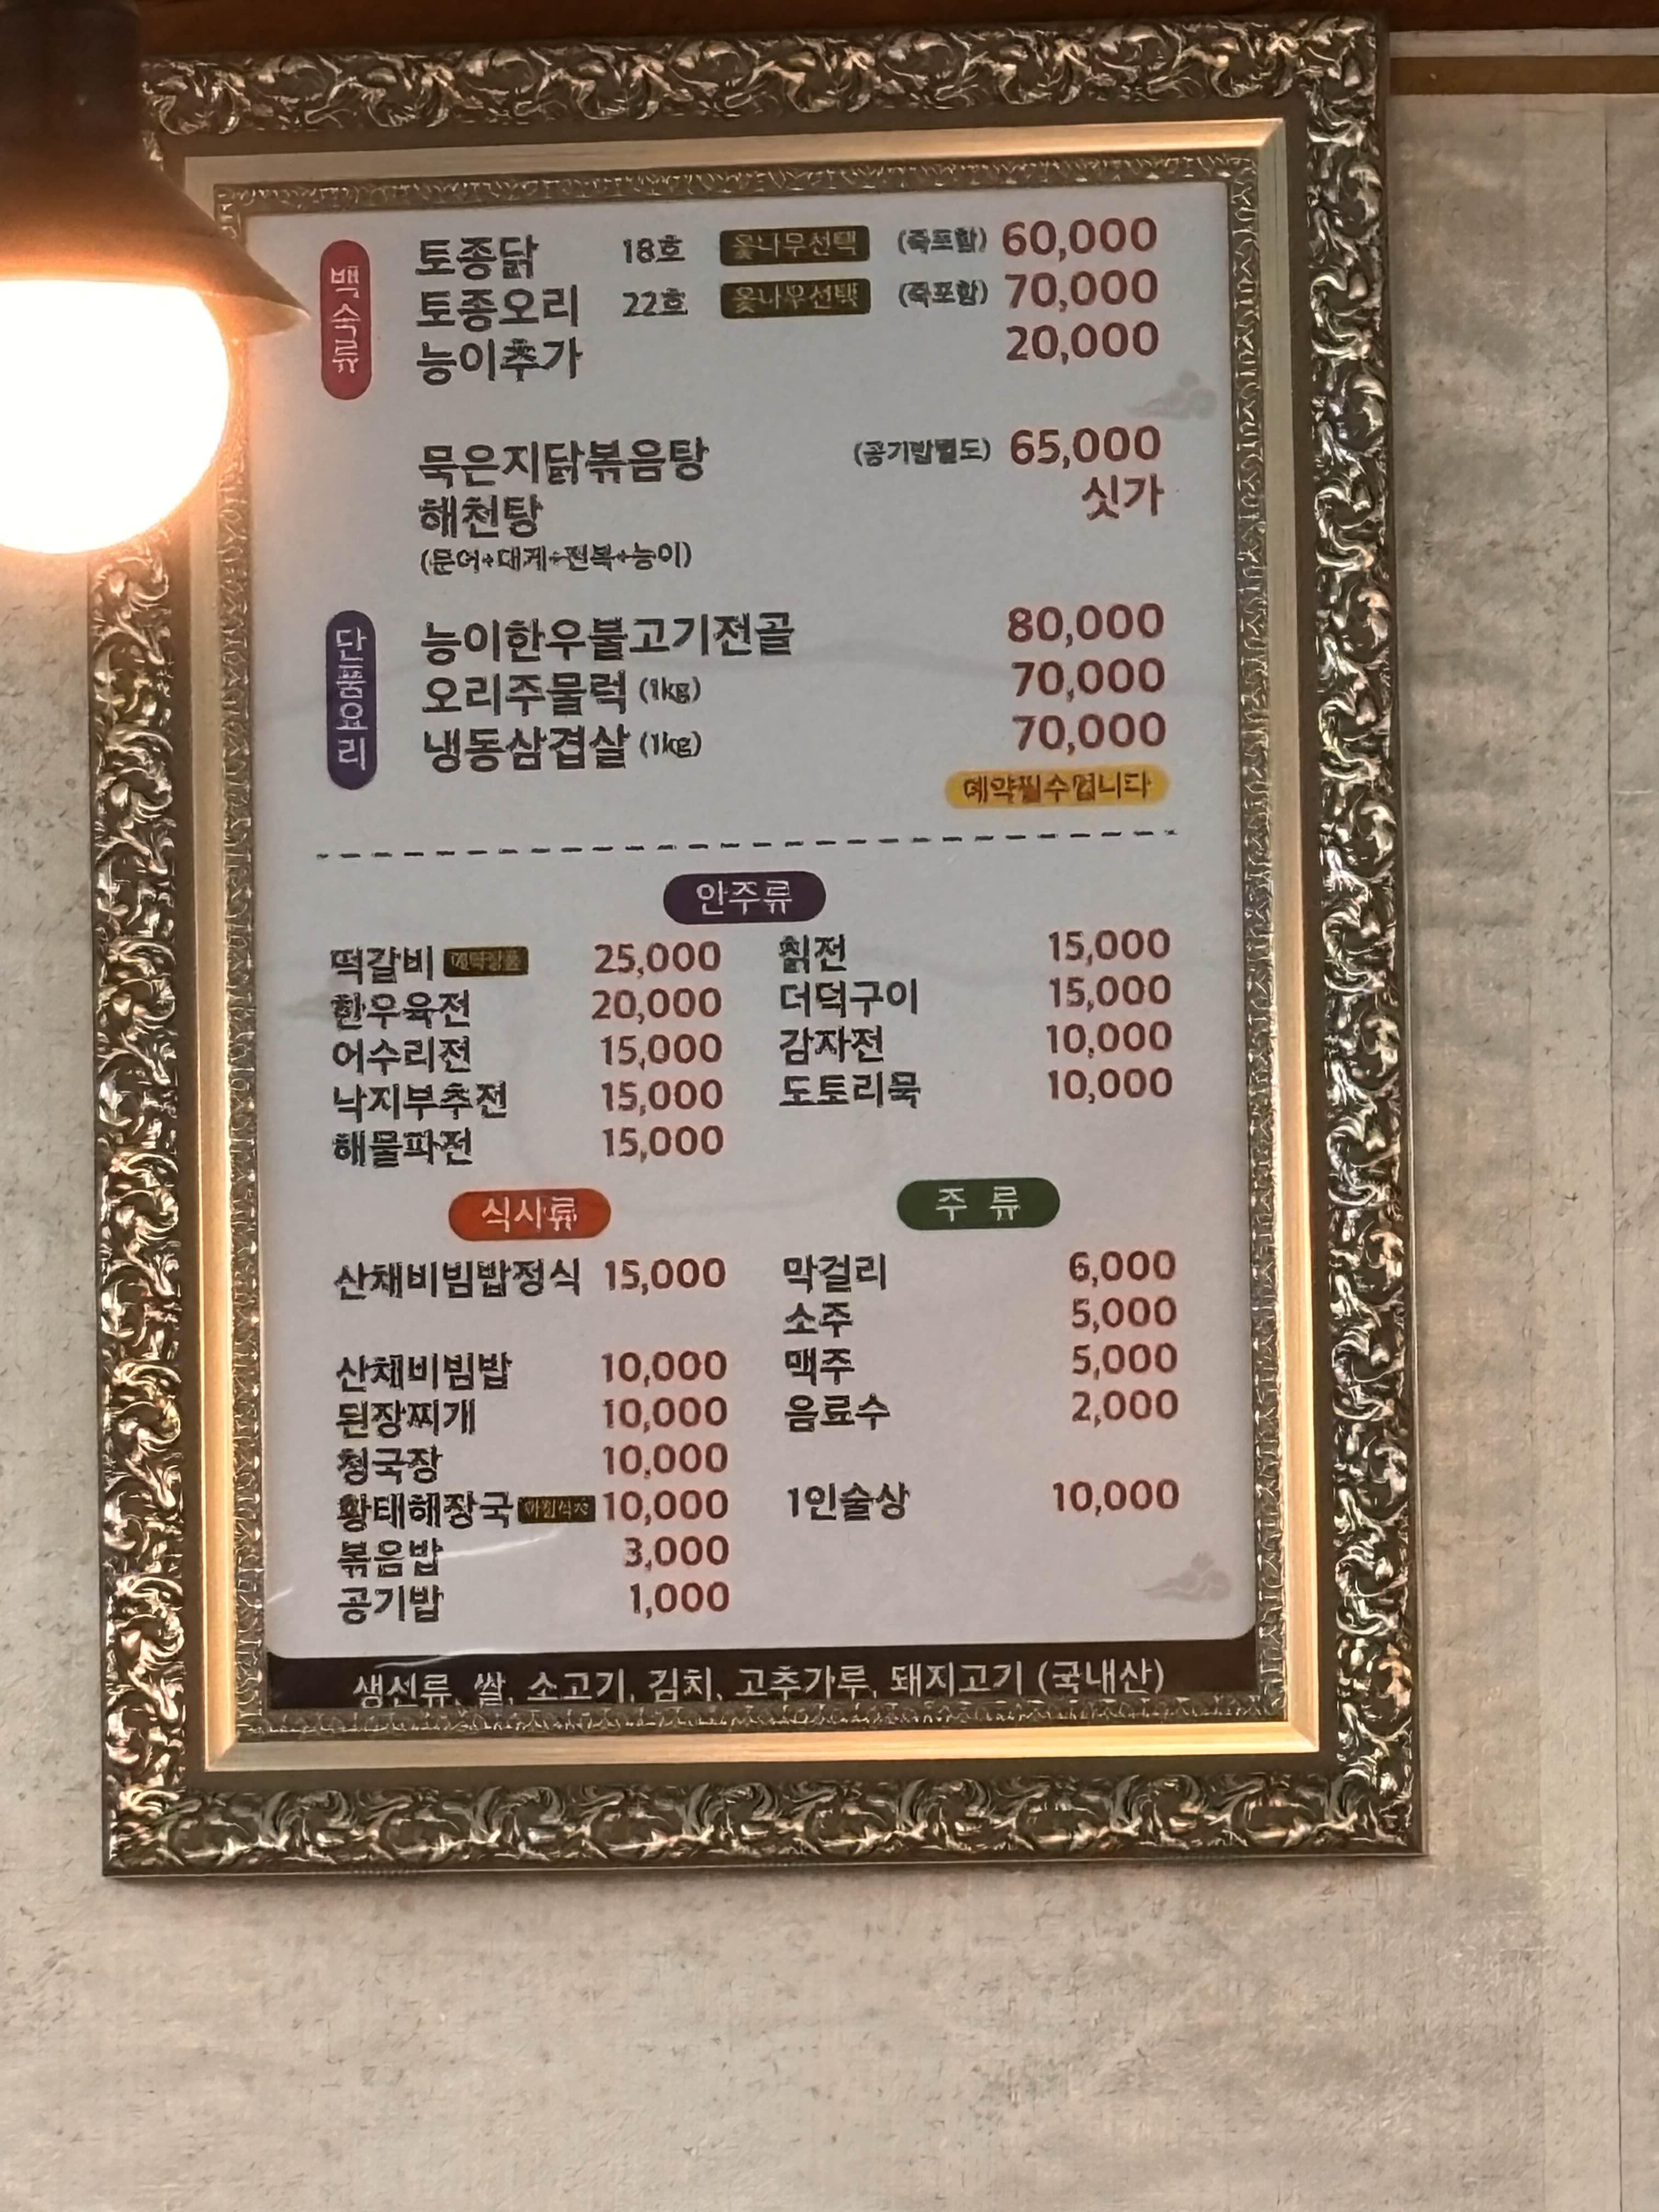 백숙류
토종닭 18호 옻나무선택 (죽포함) 60,000
토종오리 22호 옻나무선택 (죽포함) 70,000
능이추가 20,000
묵은지닭볶음탕 (공기밥별도) 65,000
해천탕 싯가
(문어+대게+전복+능이)
단품요리
능이한우불고기전골 80,000
오리주물럭 (1kg) 70,000
냉동삼겹살 (1kg) 70,000
예약필수입니다
안주류
떡갈비 25,000
한우육전 20,000
어수리전 15,000
낙지부추전 15,000
해물파전 15,000
칡전 15,000
더덕구이 15,000
감자전 10,000
도토리묵 10,000
식사류
산채비빔밥정식 15,000
산채비빔밥 10,000
된장찌개 10,000
청국장 10,000
황태해장국 아침식사 10,000
볶음밥 3,000
공기밥 1,000
주 류
막걸리 6,000
소주 5,000
맥주 5,000
음료수 2,000
1인술상 10,000
생선류, 쌀, 소고기, 김치, 고추가루, 돼지고기 (국내산)